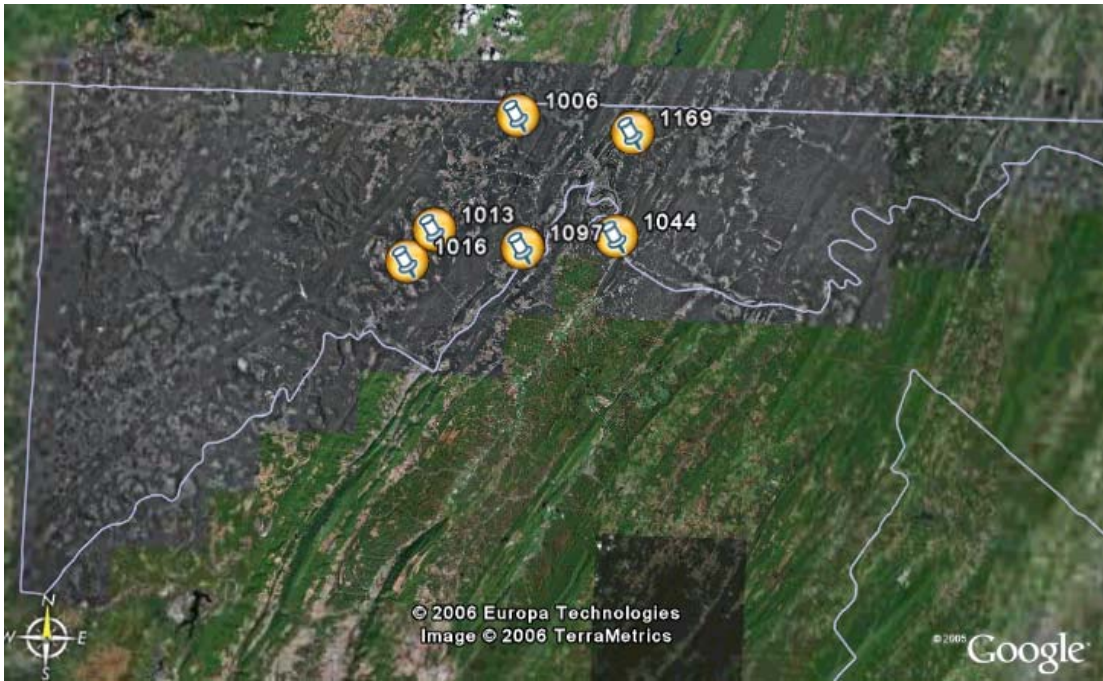 1006
1169
1013
1044
1097
1016
N
W E
S
© 2006 Europa Technologies
Image © 2006 TerraMetrics
© 2005 Google